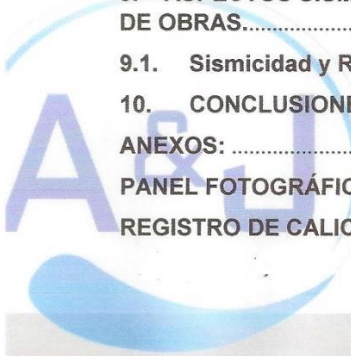 DE OBRAS....................
9.1. Sismicidad y R
10. CONCLUSIONE
ANEXOS: ....................
PANEL FOTOGRÁFIC
REGISTRO DE CALIC
A&J